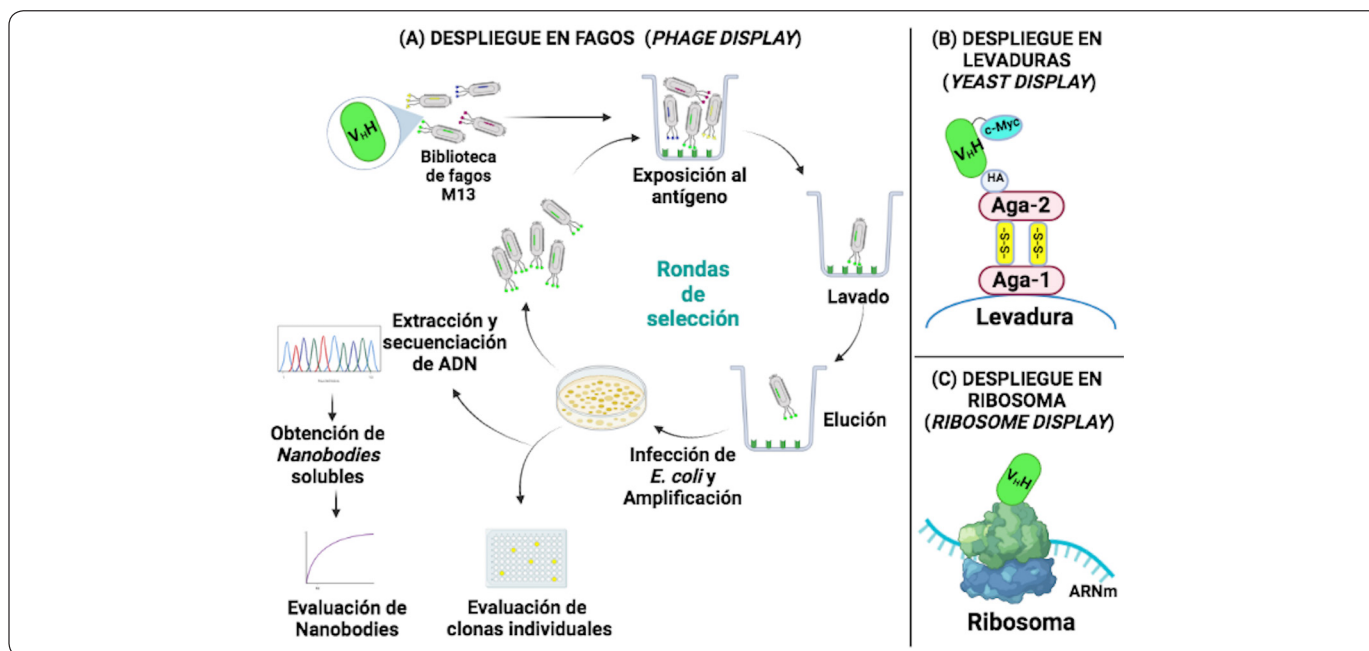 (A) DESPLIEGUE EN FAGOS (PHAGE DISPLAY)
VHH
Biblioteca
de fagos
M13
Exposición al
antígeno
Lavado
Rondas
de
selección
Elución
Infección de
E. coli y
Amplificación
Extracción y
secuenciación
de ADN
Obtención de
Nanobodies
solubles
Evaluación de
Nanobodies
Evaluación de
clonas individuales
(B) DESPLIEGUE EN
LEVADURAS
(YEAST DISPLAY)
c-Myc
VHH
HA
Aga-2
-S-S-
-S-S-
Aga-1
Levadura
(C) DESPLIEGUE EN
RIBOSOMA
(RIBOSOME DISPLAY)
VHH
ARNm
Ribosoma